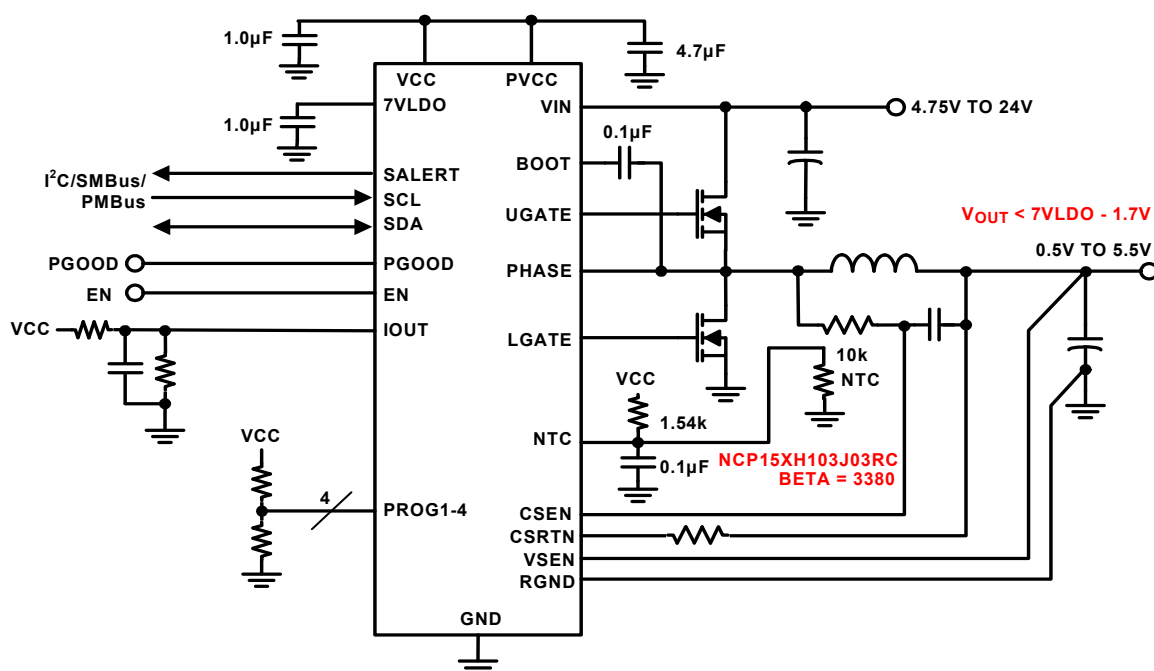 1.0µF
4.7µF
VCC
PVCC
7VLDO
VIN
4.75V TO 24V
1.0µF
0.1µF
BOOT
I²C/SMBus/
PMBus
SALERT
SCL
SDA
UGATE
VOUT < 7VLDO - 1.7V
0.5V TO 5.5V
PGOOD
PGOOD
PHASE
EN
EN
VCC
IOUT
LGATE
10k
NTC
VCC
1.54k
NTC
0.1µF
NCP15XH103J03RC
BETA = 3380
VCC
4
PROG1-4
CSEN
CSRTN
VSEN
RGND
GND